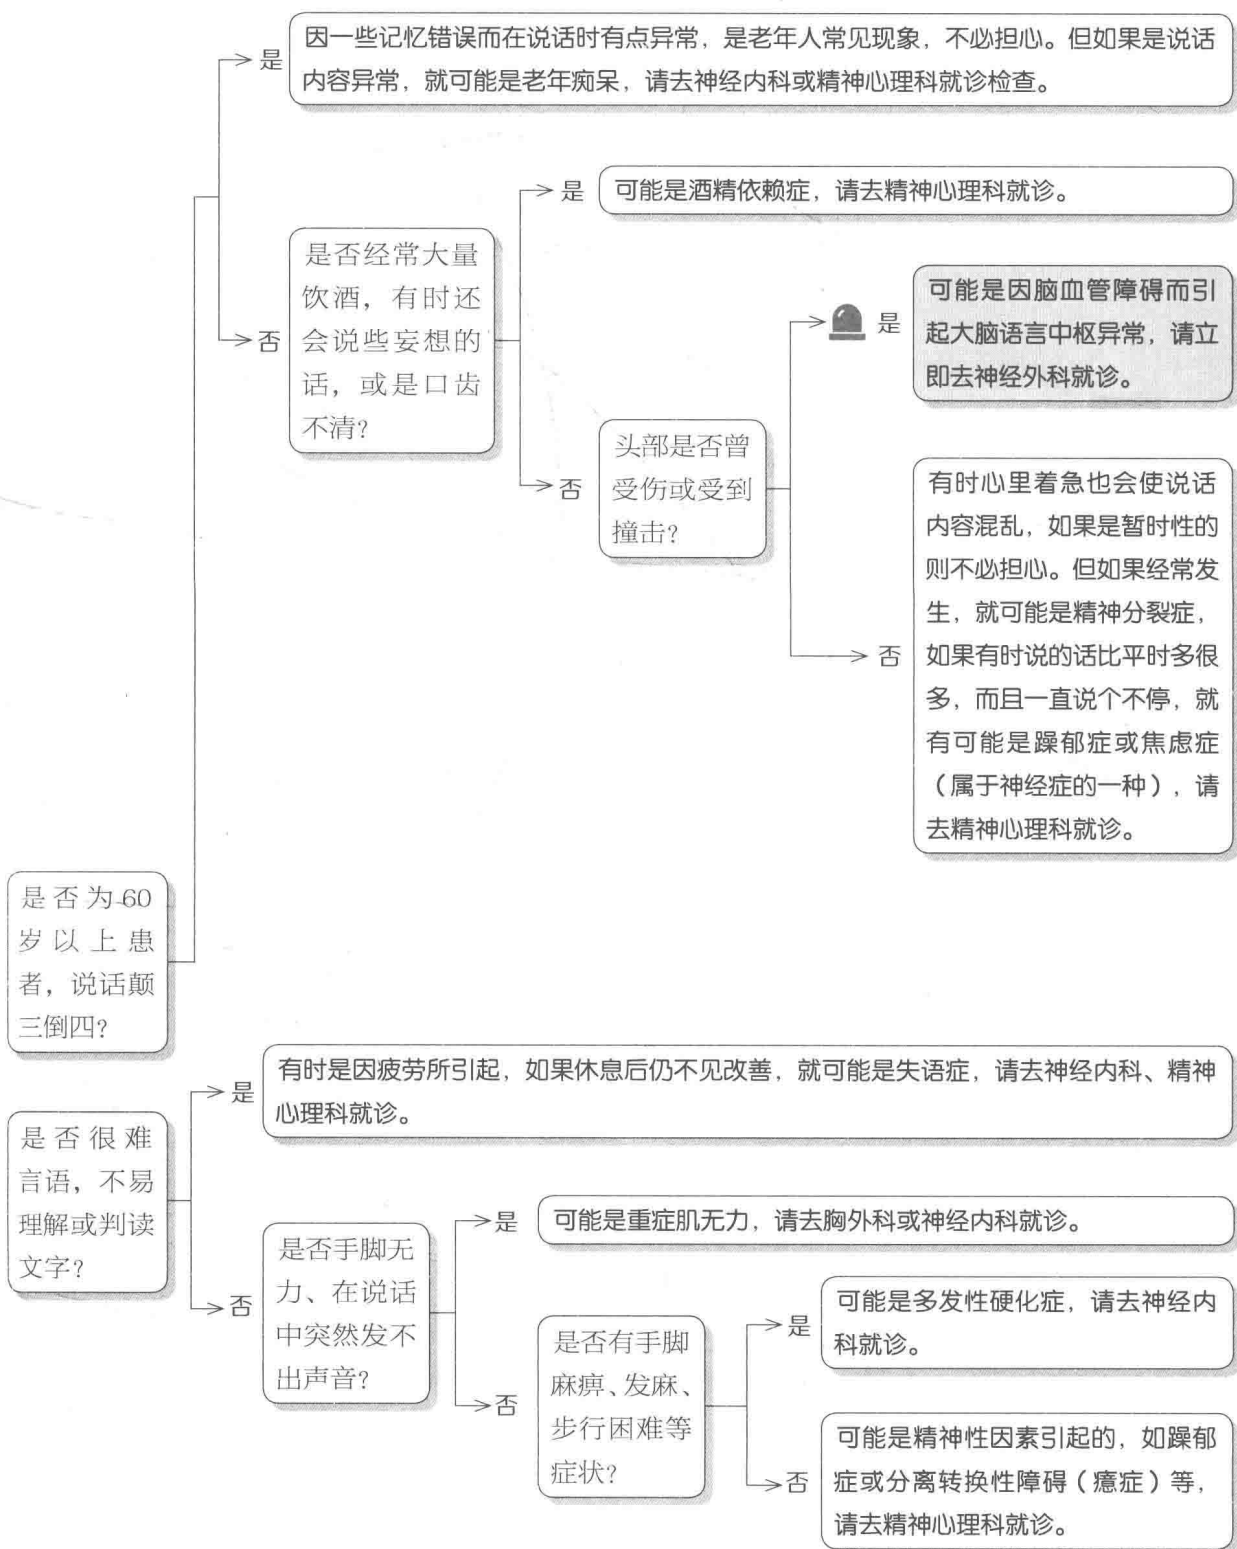 是
因一些记忆错误而在说话时有点异常，是老年人常见现象，不必担心。但如果是说话
内容异常，就可能是老年痴呆，请去神经内科或精神心理科就诊检查。
是
可能是酒精依赖症，请去精神心理科就诊。
否
是否经常大量
饮酒，有时还
会说些妄想的
话，或是口齿
不清？
是
可能是因脑血管障碍而引
起大脑语言中枢异常，请立
即去神经外科就诊。
否
头部是否曾
受伤或受到
撞击？
否
有时心里着急也会使说话
内容混乱，如果是暂时性的
则不必担心。但如果经常发
生，就可能是精神分裂症，
如果有时说的话比平时多很
多，而且一直说个不停，就
有可能是躁郁症或焦虑症
（属于神经症的一种），请
去精神心理科就诊。
是否为60
岁以上患
者，说话颠
三倒四？
是
有时是因疲劳所引起，如果休息后仍不见改善，就可能是失语症，请去神经内科、精神
心理科就诊。
是否很难
言语，不易
理解或判读
文字？
是
可能是重症肌无力，请去胸外科或神经内科就诊。
否
是否手脚无
力、在说话
中突然发不
出声音？
是
可能是多发性硬化症，请去神经内
科就诊。
否
是否有手脚
麻痹、发麻、
步行困难等
症状？
否
可能是精神性因素引起的，如躁郁
症或分离转换性障碍（癔症）等，
请去精神心理科就诊。